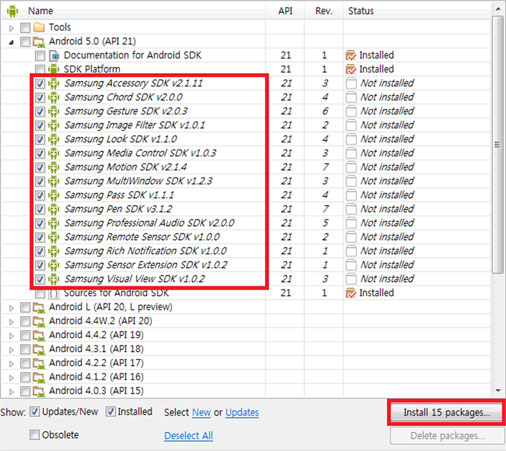 Name API Rev. Status
Tools
Android 5.0 (API 21)
Documentation for Android SDK 21 1 Installed
SDK Platform 21 1 Installed
Samsung Accessory SDK v2.1.11 21 3 Not installed
Samsung Chord SDK v2.0.0 21 4 Not installed
Samsung Gesture SDK v2.0.3 21 6 Not installed
Samsung Image Filter SDK v1.0.1 21 2 Not installed
Samsung Look SDK v1.1.0 21 4 Not installed
Samsung Media Control SDK v1.0.3 21 3 Not installed
Samsung Motion SDK v2.1.4 21 7 Not installed
Samsung MultiWindow SDK v1.2.3 21 3 Not installed
Samsung Pass SDK v1.1.1 21 4 Not installed
Samsung Pen SDK v3.1.2 21 7 Not installed
Samsung Professional Audio SDK v2.0.0 21 5 Not installed
Samsung Remote Sensor SDK v1.0.0 21 2 Not installed
Samsung Rich Notification SDK v1.0.0 21 1 Not installed
Samsung Sensor Extension SDK v1.0.2 21 1 Not installed
Samsung Visual View SDK v1.0.2 21 3 Not installed
Sources for Android SDK 21 1 Installed
Android L (API 20, L preview)
Android 4.4W.2 (API 20)
Android 4.4.2 (API 19)
Android 4.3.1 (API 18)
Android 4.2.2 (API 17)
Android 4.1.2 (API 16)
Android 4.0.3 (API 15)
Show: Updates/New Installed Select New or Updates Install 15 packages...
Obsolete Deselect All Delete packages...